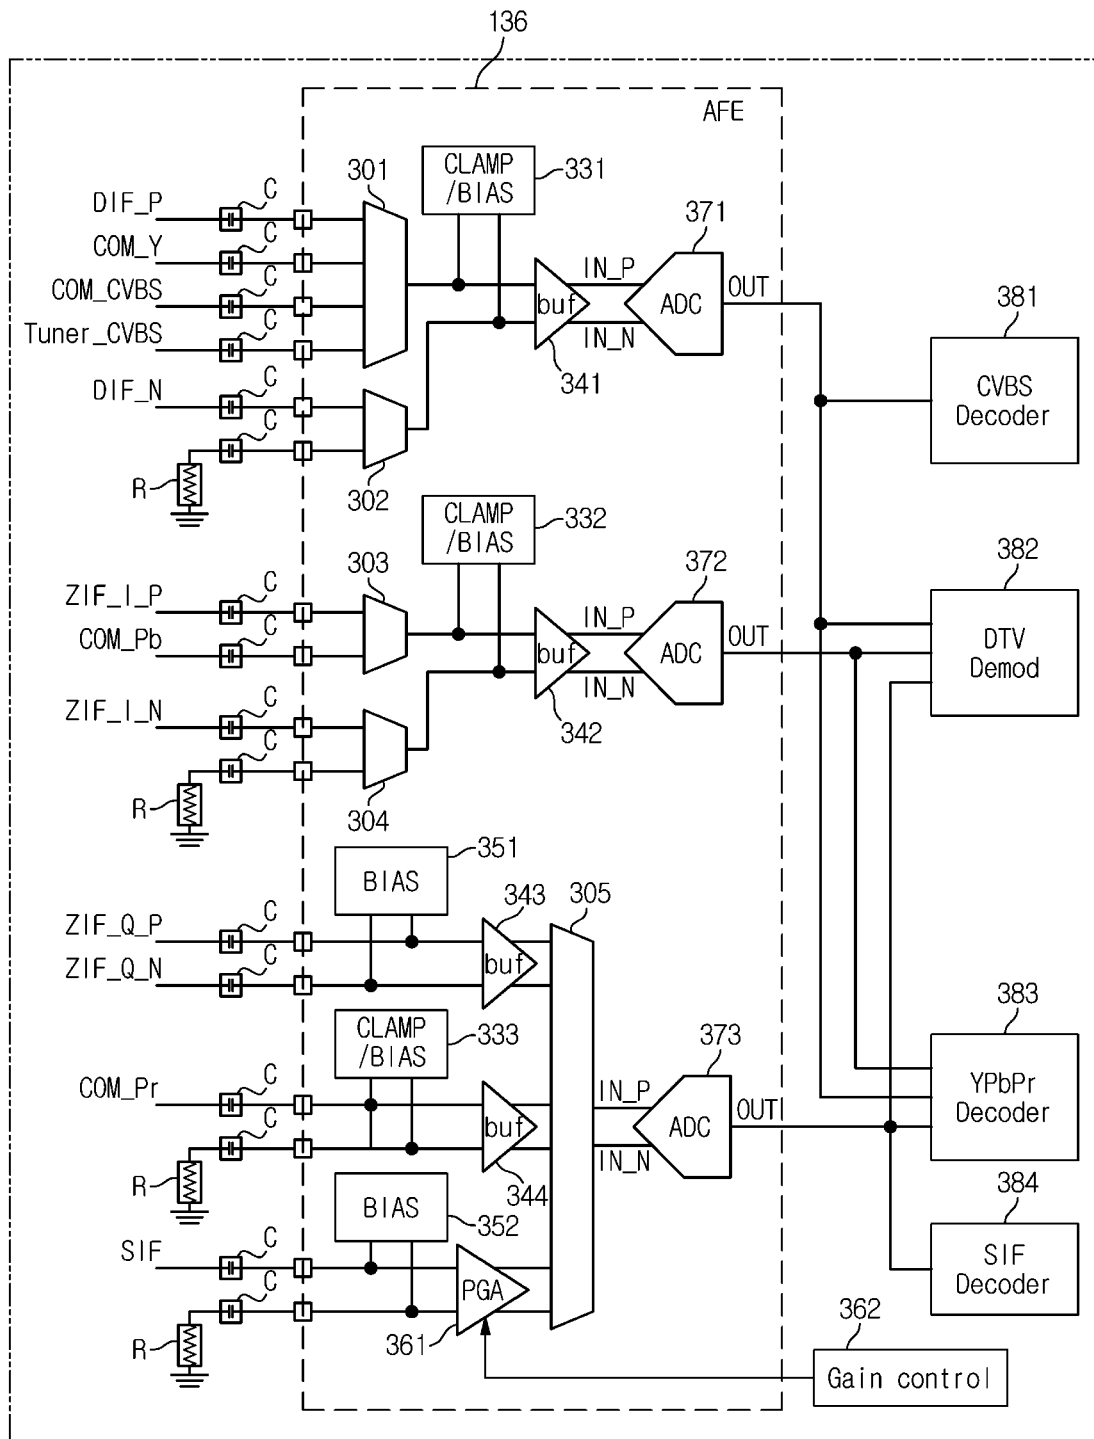 136
AFE
301
CLAMP
/BIAS
331
371
DIF_P
C
COM_Y
C
COM_CVBS
C
Tuner_CVBS
C
DIF_N
C
C
R
302
buf
341
IN_P
IN_N
ADC
OUT
381
CVBS
Decoder
CLAMP
/BIAS
332
303
372
382
ZIF_I_P
C
COM_Pb
C
ZIF_I_N
C
C
R
304
buf
342
IN_P
IN_N
ADC
OUT
DTV
Demod
BIAS
351
343
305
ZIF_Q_P
C
ZIF_Q_N
C
buf
CLAMP
/BIAS
333
373
383
COM_Pr
C
C
R
buf
344
IN_P
IN_N
ADC
OUT
YPbPr
Decoder
BIAS
352
384
SIF
C
C
R
PGA
361
SIF
Decoder
362
Gain control